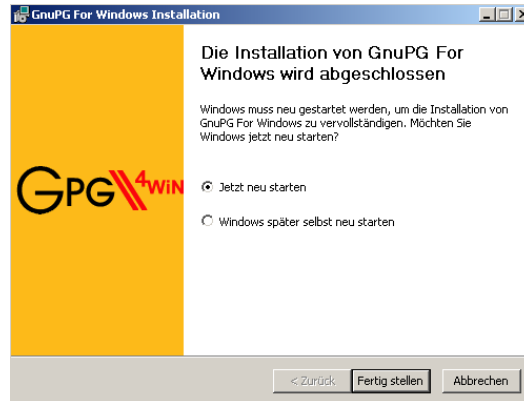 GnuPG For Windows Installation
Die Installation von GnuPG For
Windows wird abgeschlossen
Windows muss neu gestartet werden, um die Installation von
GnuPG For Windows zu vervollständigen. Möchten Sie
Windows jetzt neu starten?
GPG4WiN
Jetzt neu starten
Windows später selbst neu starten
< Zurück
Fertig stellen
Abbrechen